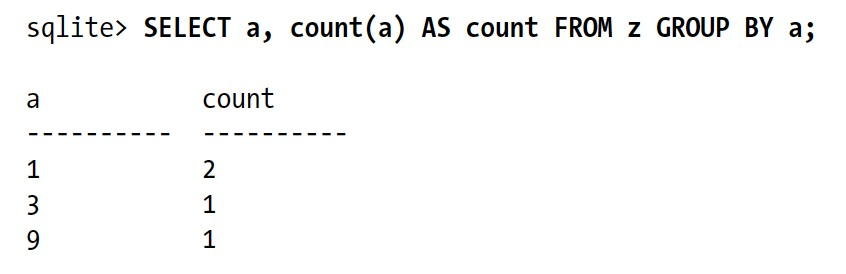 sqlite> SELECT a, count(a) AS count FROM z GROUP BY a;
a count
---------- ----------
1 2
3 1
9 1